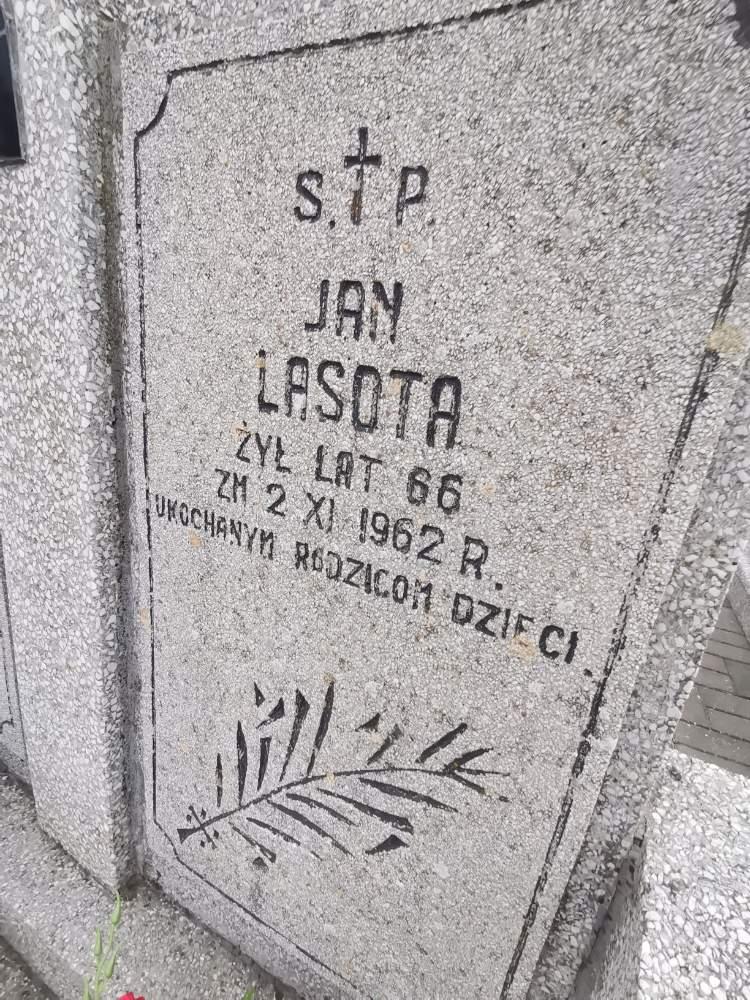 S.†P.
JAN
LASOTA
ŻYŁ LAT 66
ZM 2 XI 1962 R.
UKOCHANYM RODZICOM DZIECI.